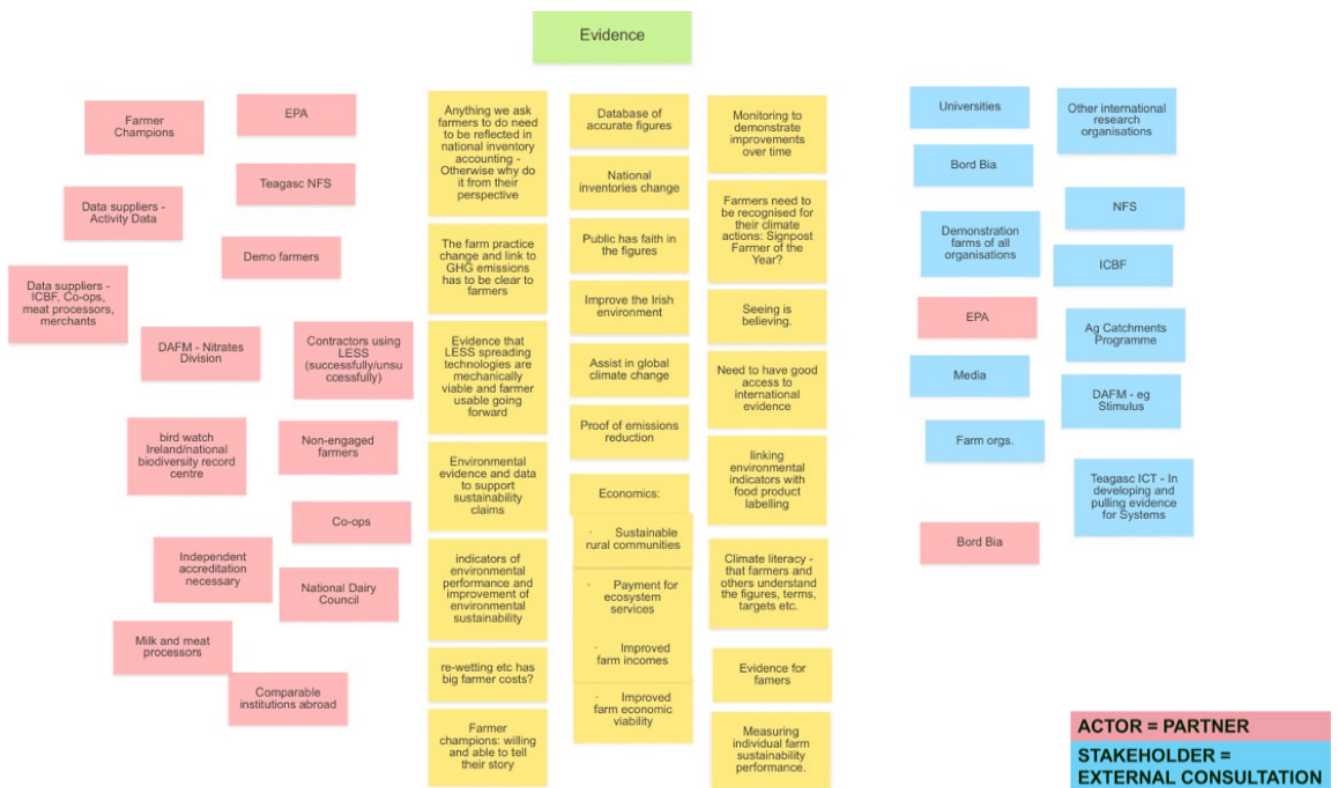 Evidence
Farmer
Champions
EPA
Teagasc NFS
Data suppliers -
Activity Data
Demo farmers
Data suppliers -
ICBF, Co-ops,
meat processors,
merchants
DAFM - Nitrates
Division
Contractors using
LESS
(successfully/unsu
ccessfully)
bird watch
Ireland/national
biodiversity record
centre
Non-engaged
farmers
Co-ops
Independent
accreditation
necessary
National Dairy
Council
Milk and meat
processors
Comparable
institutions abroad
Anything we ask
farmers to do need
to be reflected in
national inventory
accounting -
Otherwise why do
it from their
perspective
The farm practice
change and link to
GHG emissions
has to be clear to
farmers
Evidence that
LESS spreading
technologies are
mechanically
viable and farmer
usable going
forward
Environmental
evidence and data
to support
sustainability
claims
indicators of
environmental
performance and
improvement of
environmental
sustainability
re-wetting etc has
big farmer costs?
Farmer
champions: willing
and able to tell
their story
Database of
accurate figures
National
inventories change
Public has faith in
the figures
Improve the Irish
environment
Assist in global
climate change
Proof of emissions
reduction
Economics:
· Sustainable
rural communities
· Payment for
ecosystem
services
· Improved
farm incomes
· Improved
farm economic
viability
Monitoring to
demonstrate
improvements
over time
Farmers need to
be recognised for
their climate
actions: Signpost
Farmer of the
Year?
Seeing is
believing.
Need to have good
access to
international
evidence
linking
environmental
indicators with
food product
labelling
Climate literacy -
that farmers and
others understand
the figures, terms,
targets etc.
Evidence for
famers
Measuring
individual farm
sustainability
performance.
Universities
Other international
research
organisations
Bord Bia
NFS
Demonstration
farms of all
organisations
ICBF
EPA
Ag Catchments
Programme
Media
DAFM - eg
Stimulus
Farm orgs.
Teagasc ICT - In
developing and
pulling evidence
for Systems
Bord Bia
ACTOR = PARTNER
STAKEHOLDER =
EXTERNAL CONSULTATION